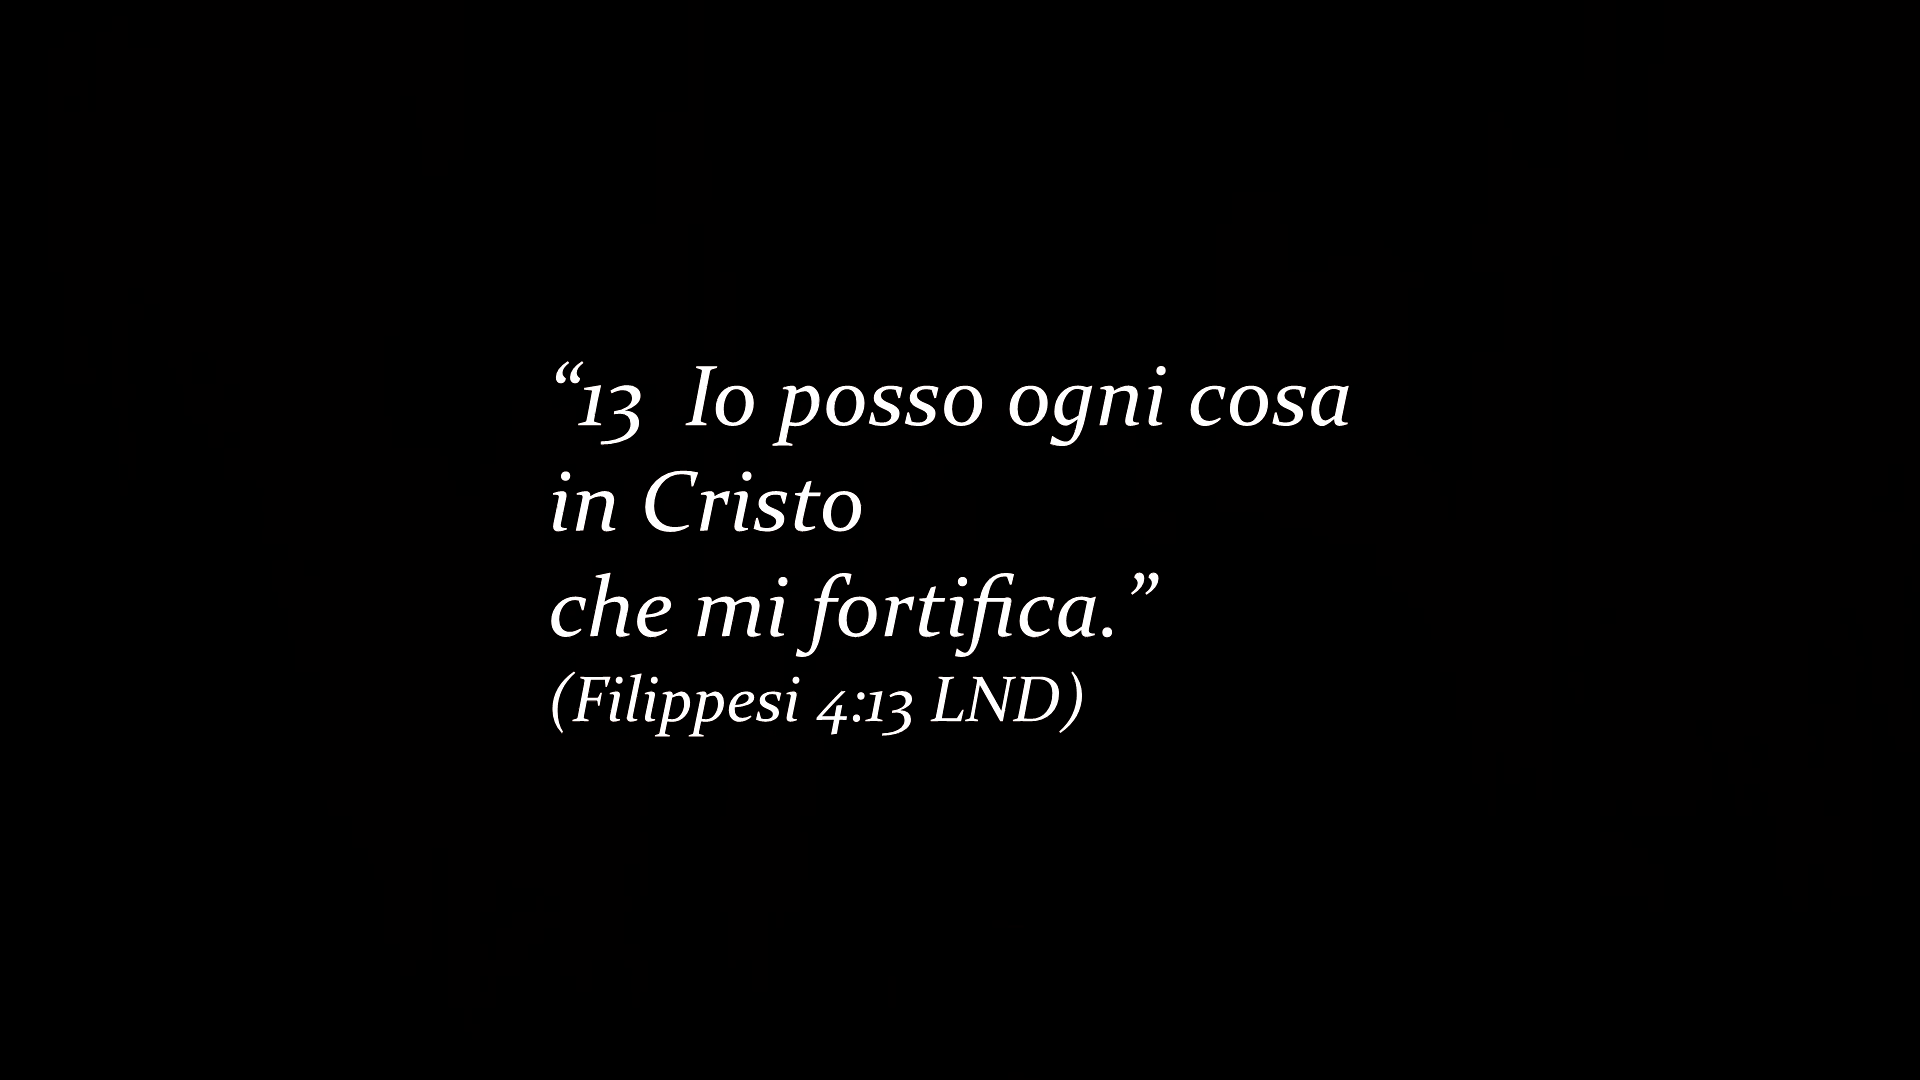 “13  Io posso ogni cosa
in Cristo
che mi fortifica.”
(Filippesi 4:13 LND)